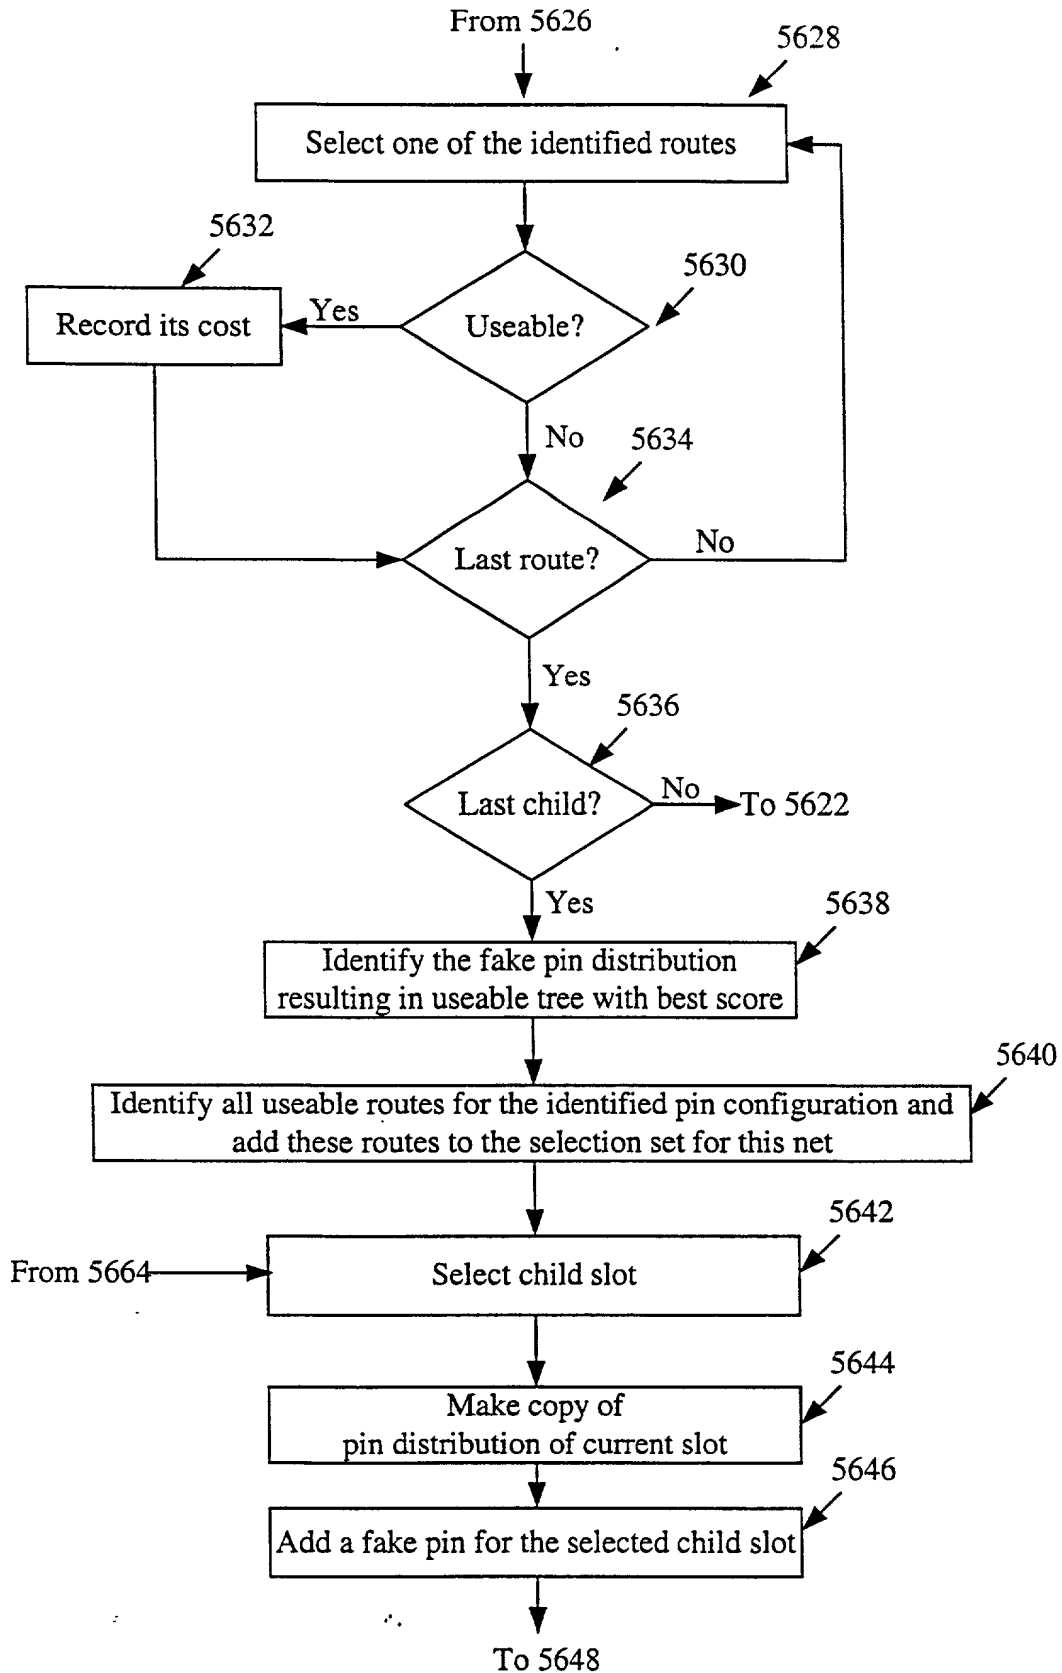 From 5626
5628
Select one of the identified routes
5632
5630
Record its cost
Yes
Useable?
No
5634
Last route?
No
Yes
5636
Last child?
No
To 5622
Yes
5638
Identify the fake pin distribution
resulting in useable tree with best score
5640
Identify all useable routes for the identified pin configuration and
add these routes to the selection set for this net
5642
From 5664
Select child slot
5644
Make copy of
pin distribution of current slot
5646
Add a fake pin for the selected child slot
To 5648